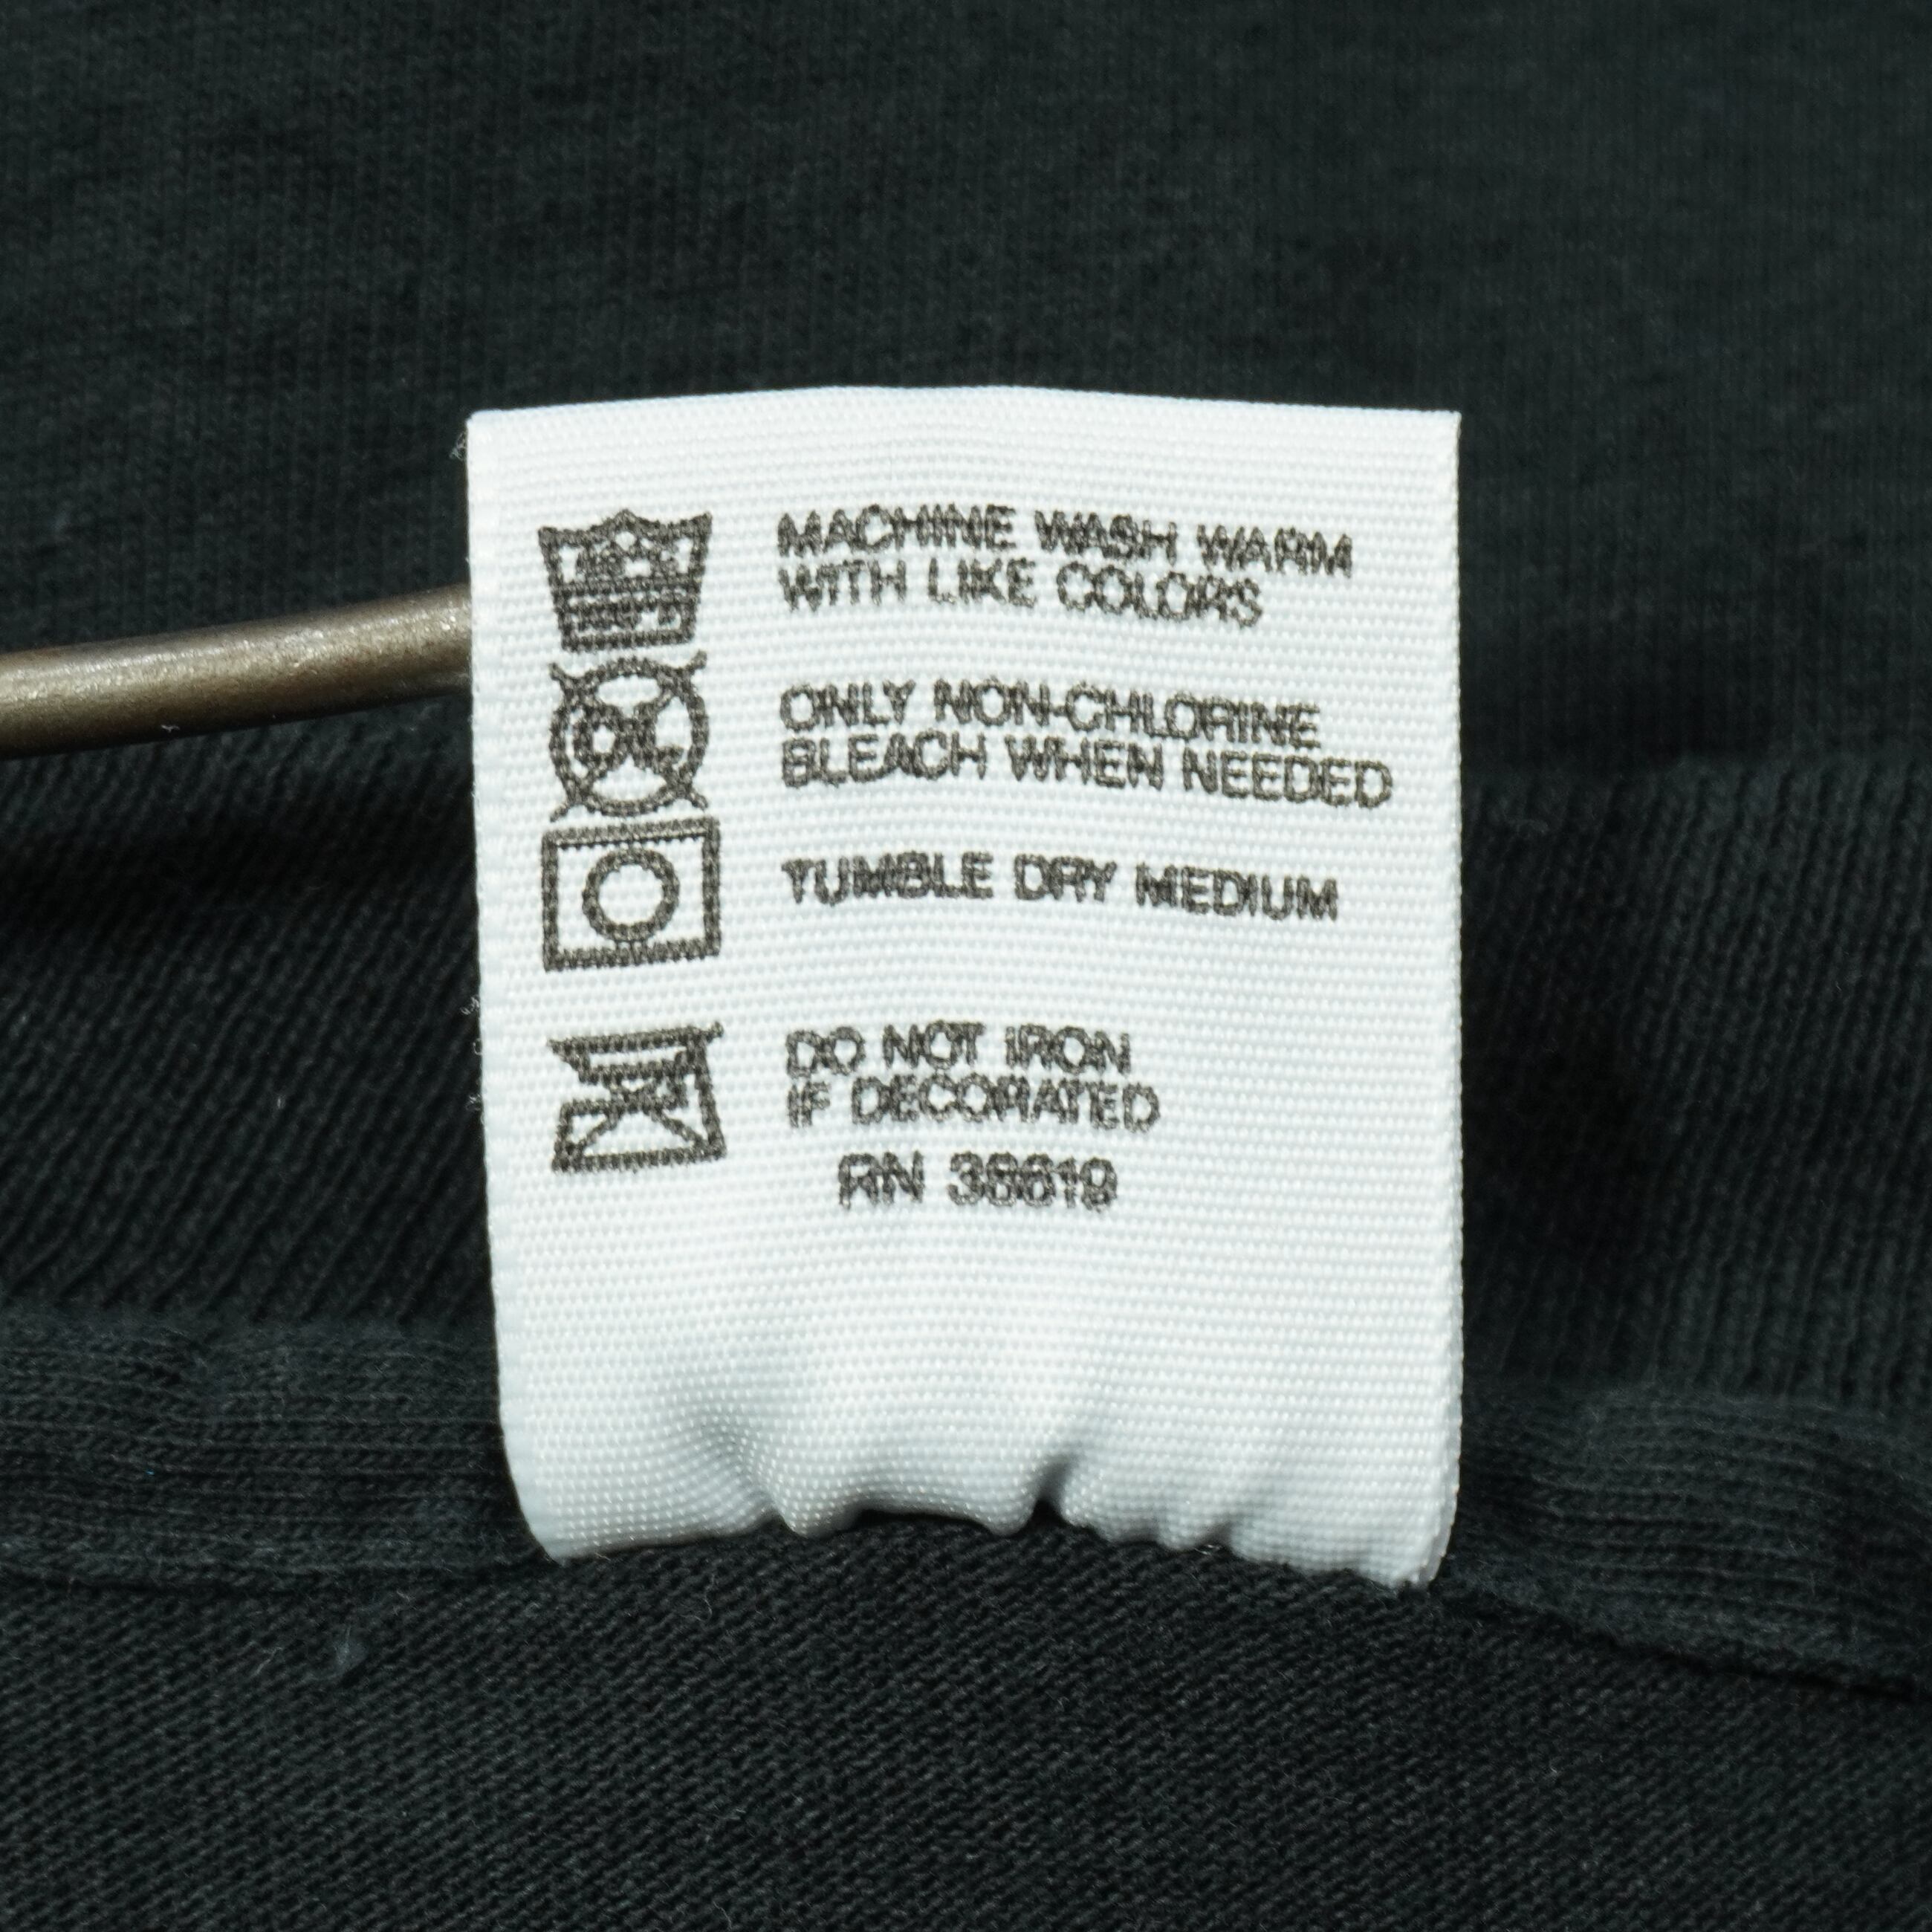 MACHINE WASH WARM
WITH LIKE COLORS
ONLY NON-CHLORINE
BLEACH WHEN NEEDED
TUMBLE DRY MEDIUM
DO NOT IRON
IF DECORATED
RN 38619